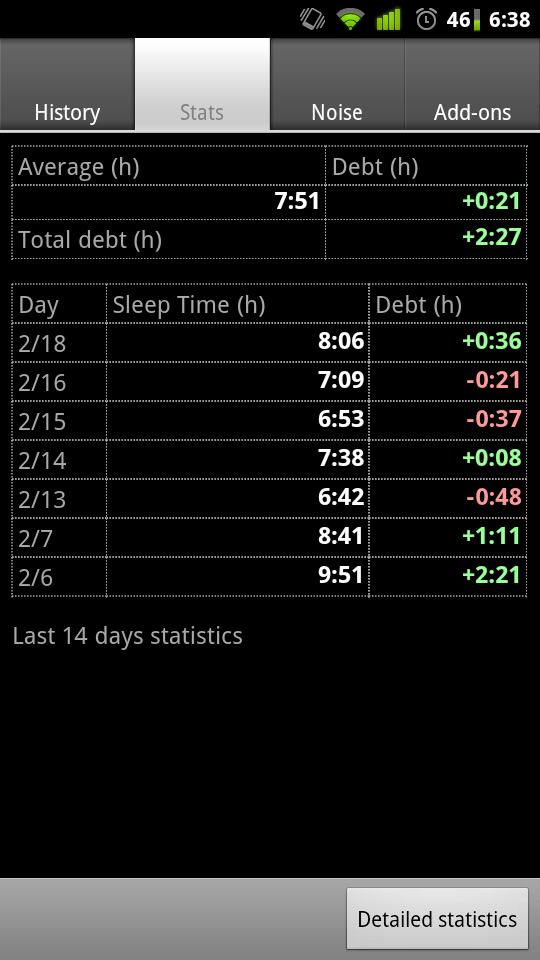 46 6:38
History Stats Noise Add-ons
Average (h) Debt (h)
7:51 +0:21
Total debt (h) +2:27
Day Sleep Time (h) Debt (h)
2/18 8:06 +0:36
2/16 7:09 -0:21
2/15 6:53 -0:37
2/14 7:38 +0:08
2/13 6:42 -0:48
2/7 8:41 +1:11
2/6 9:51 +2:21
Last 14 days statistics
Detailed statistics